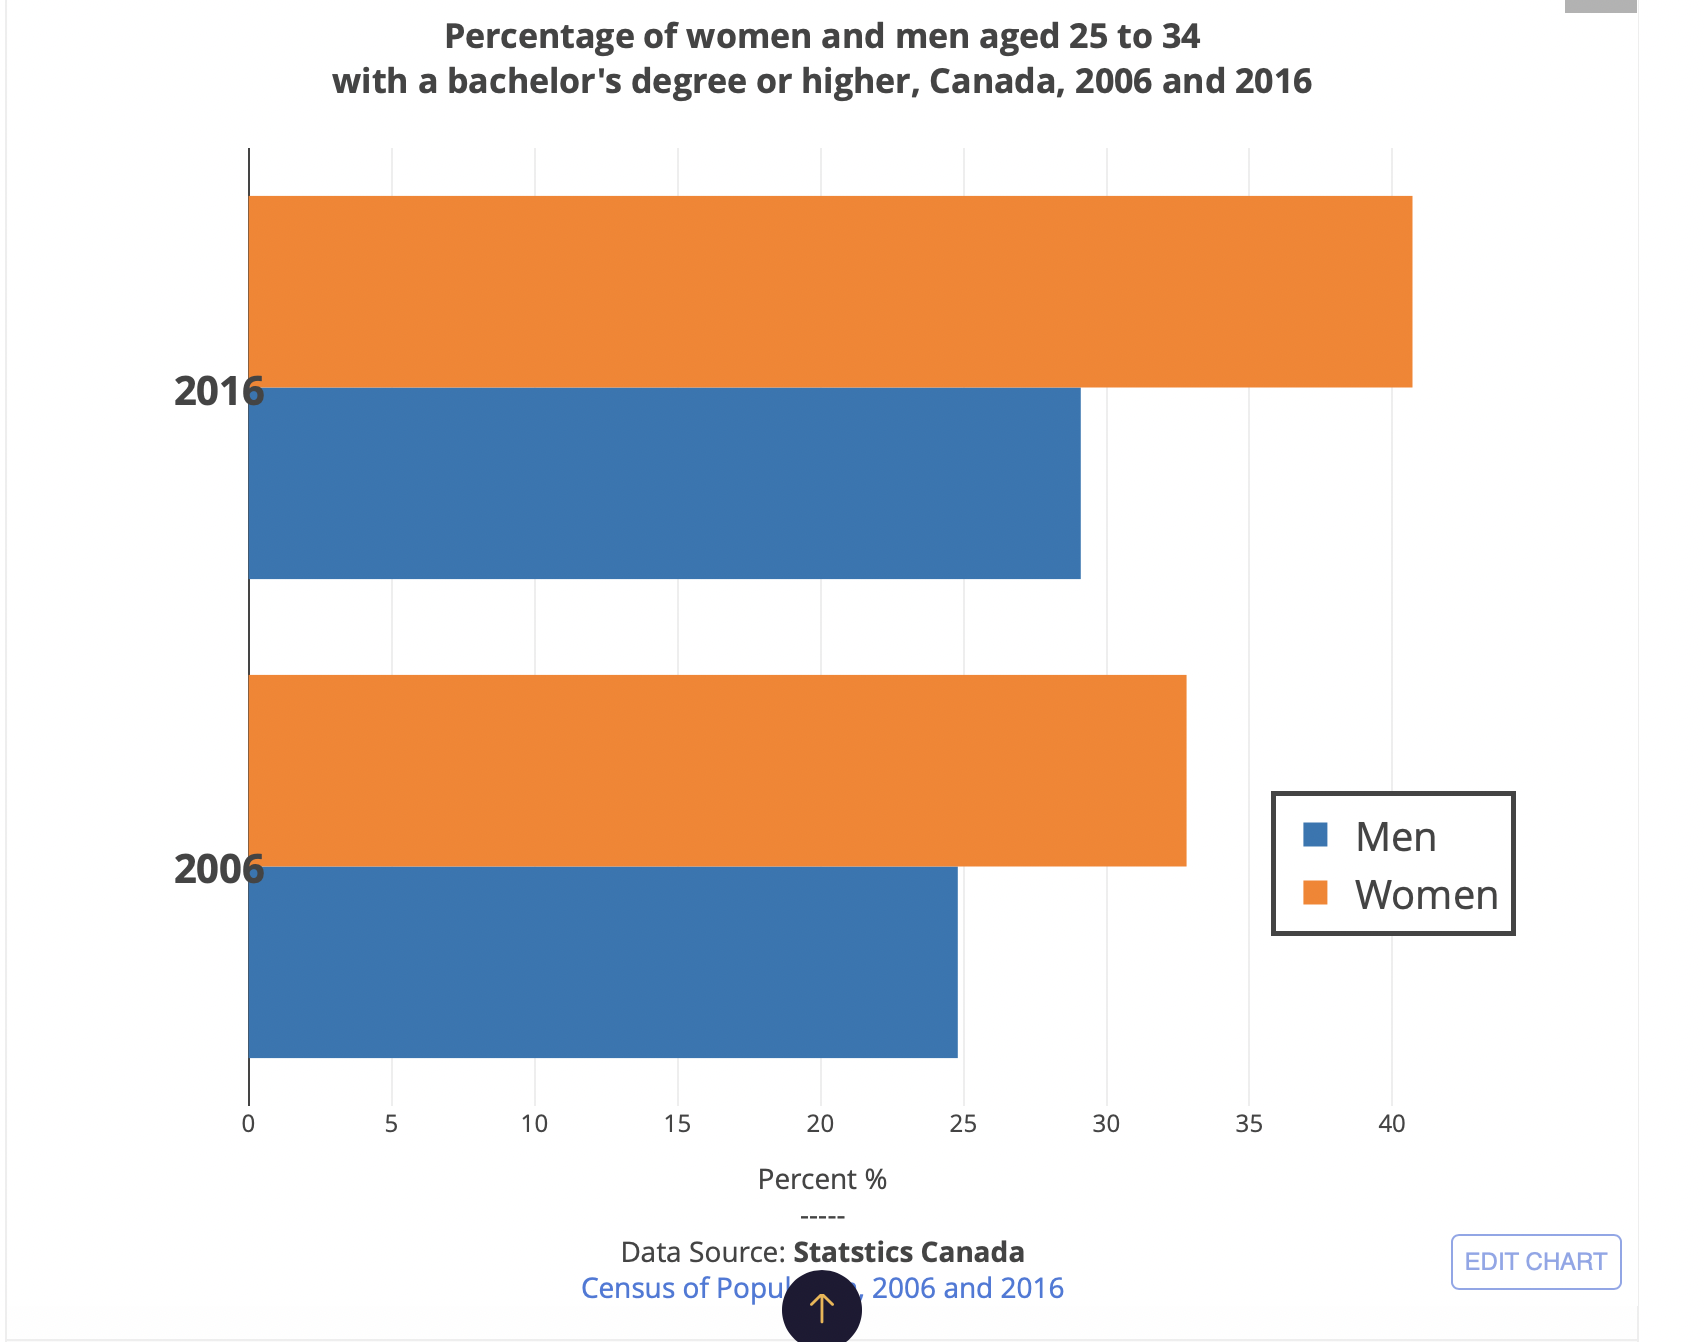 Percentage of women and men aged 25 to 34
with a bachelor's degree or higher, Canada, 2006 and 2016
2016
2006
Men
Women
0 5 10 15 20 25 30 35 40
Percent %
-----
Data Source: Statstics Canada
Census of , 2006 and 2016
EDIT CHART